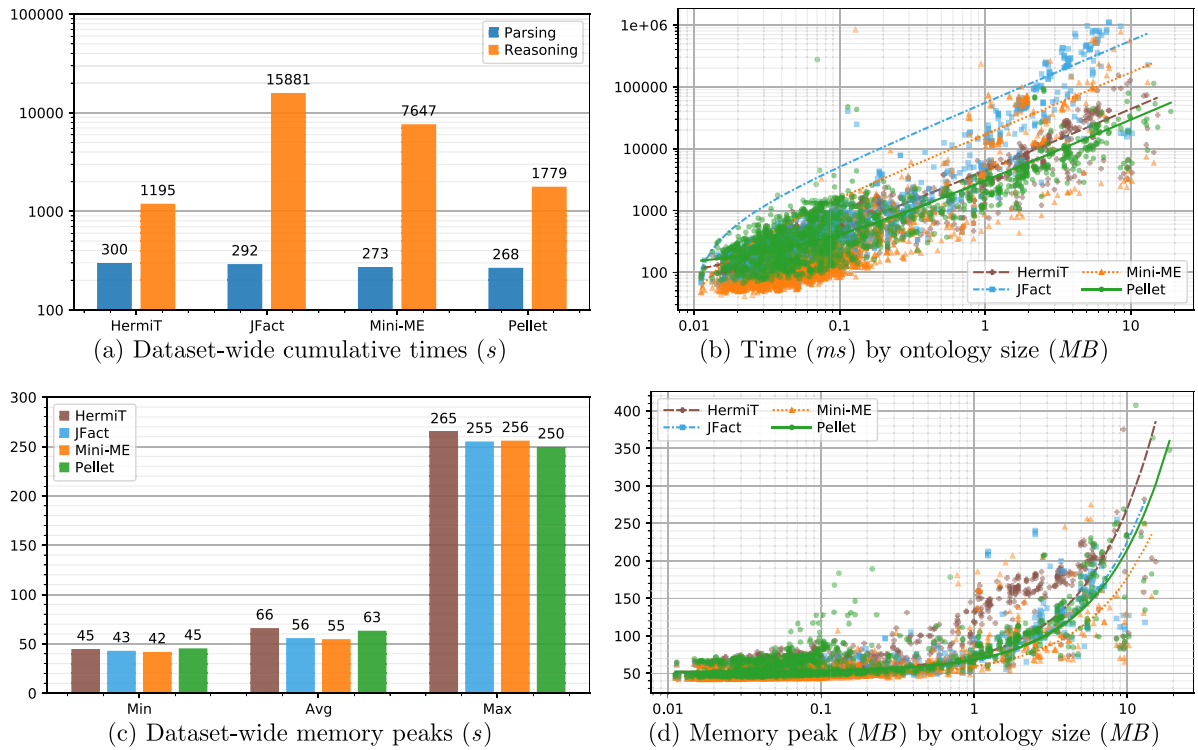 100000
10000
1000
100
Parsing
Reasoning
300
1195
292
15881
273
7647
268
1779
HermiT
JFact
Mini-ME
Pellet
(a) Dataset-wide cumulative times (s)
1e+06
100000
10000
1000
100
HermiT
JFact
Mini-ME
Pellet
0.01
0.1
1
10
(b) Time (ms) by ontology size (MB)
300
250
200
150
100
50
0
HermiT
JFact
Mini-ME
Pellet
45
43
42
45
66
56
55
63
265
255
256
250
Min
Avg
Max
(c) Dataset-wide memory peaks (s)
400
350
300
250
200
150
100
50
HermiT
JFact
Mini-ME
Pellet
0.01
0.1
1
10
(d) Memory peak (MB) by ontology size (MB)